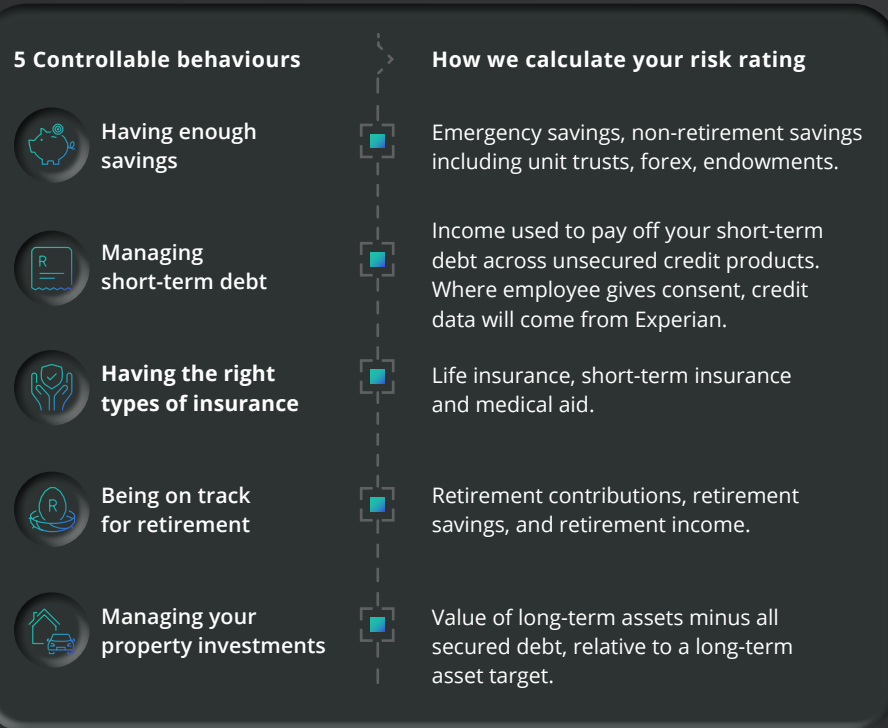 5 Controllable behaviours
How we calculate your risk rating
Having enough
savings
Emergency savings, non-retirement savings
including unit trusts, forex, endowments.
R
Managing
short-term debt
Income used to pay off your short-term
debt across unsecured credit products.
Where employee gives consent, credit
data will come from Experian.
Having the right
types of insurance
Life insurance, short-term insurance
and medical aid.
R
Being on track
for retirement
Retirement contributions, retirement
savings, and retirement income.
Managing your
property investments
Value of long-term assets minus all
secured debt, relative to a long-term
asset target.